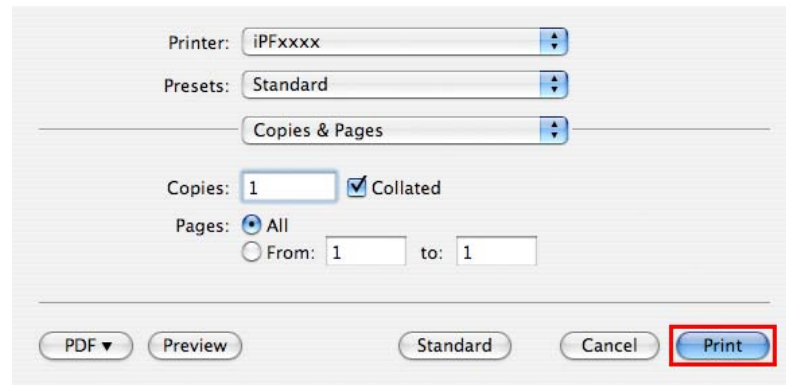 Printer: iPFxxxx
Presets: Standard
Copies & Pages
Copies: 1 Collated
Pages: All
From: 1 to: 1
PDF ▼ Preview Standard Cancel Print